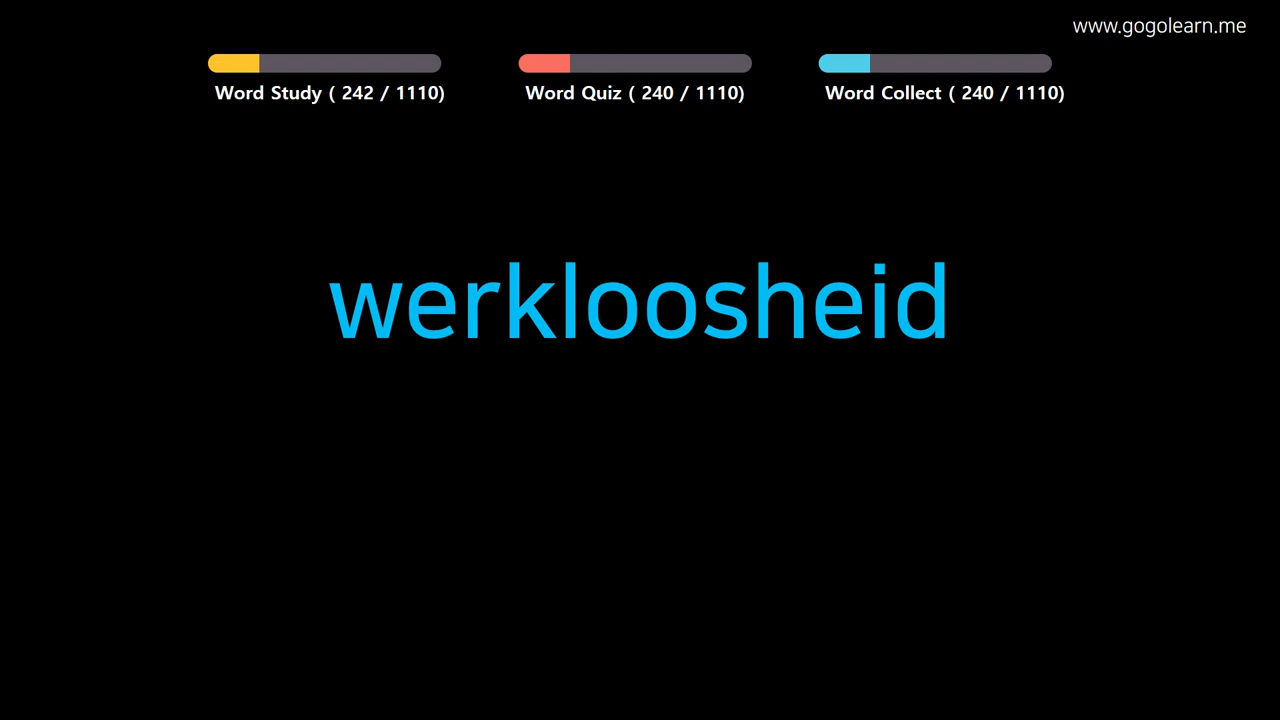 www.gogolearn.me
Word Study ( 242 / 1110)
Word Quiz ( 240 / 1110)
Word Collect ( 240 / 1110)
werkloosheid